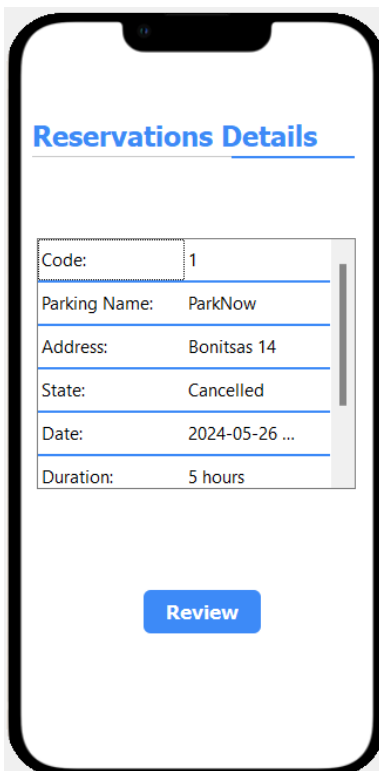 Reservations Details
Code: 1
Parking Name: ParkNow
Address: Bonitsas 14
State: Cancelled
Date: 2024-05-26 ...
Duration: 5 hours
Review